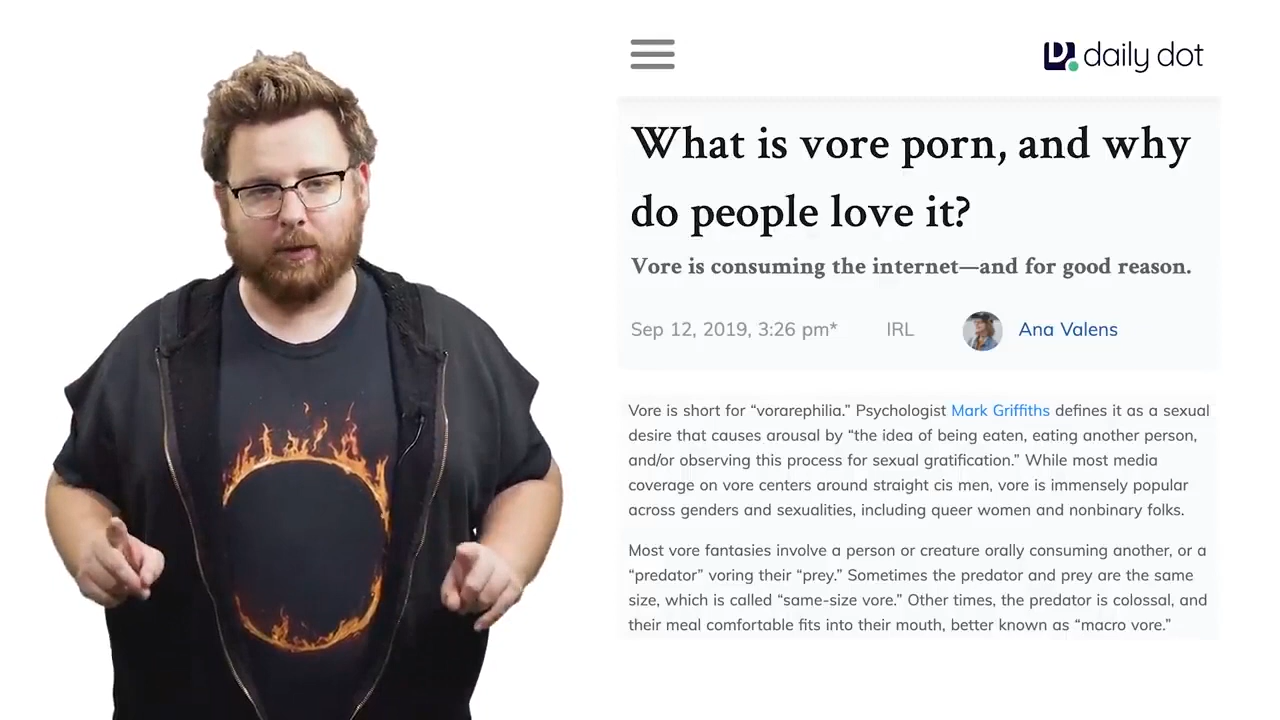 daily dot
What is vore porn, and why
do people love it?
Vore is consuming the internet—and for good reason.
Sep 12, 2019, 3:26 pm* IRL Ana Valens
Vore is short for “vorarephilia.” Psychologist Mark Griffiths defines it as a sexual
desire that causes arousal by “the idea of being eaten, eating another person,
and/or observing this process for sexual gratification.” While most media
coverage on vore centers around straight cis men, vore is immensely popular
across genders and sexualities, including queer women and nonbinary folks.
Most vore fantasies involve a person or creature orally consuming another, or a
“predator” voring their “prey.” Sometimes the predator and prey are the same
size, which is called “same-size vore.” Other times, the predator is colossal, and
their meal comfortable fits into their mouth, better known as “macro vore.”